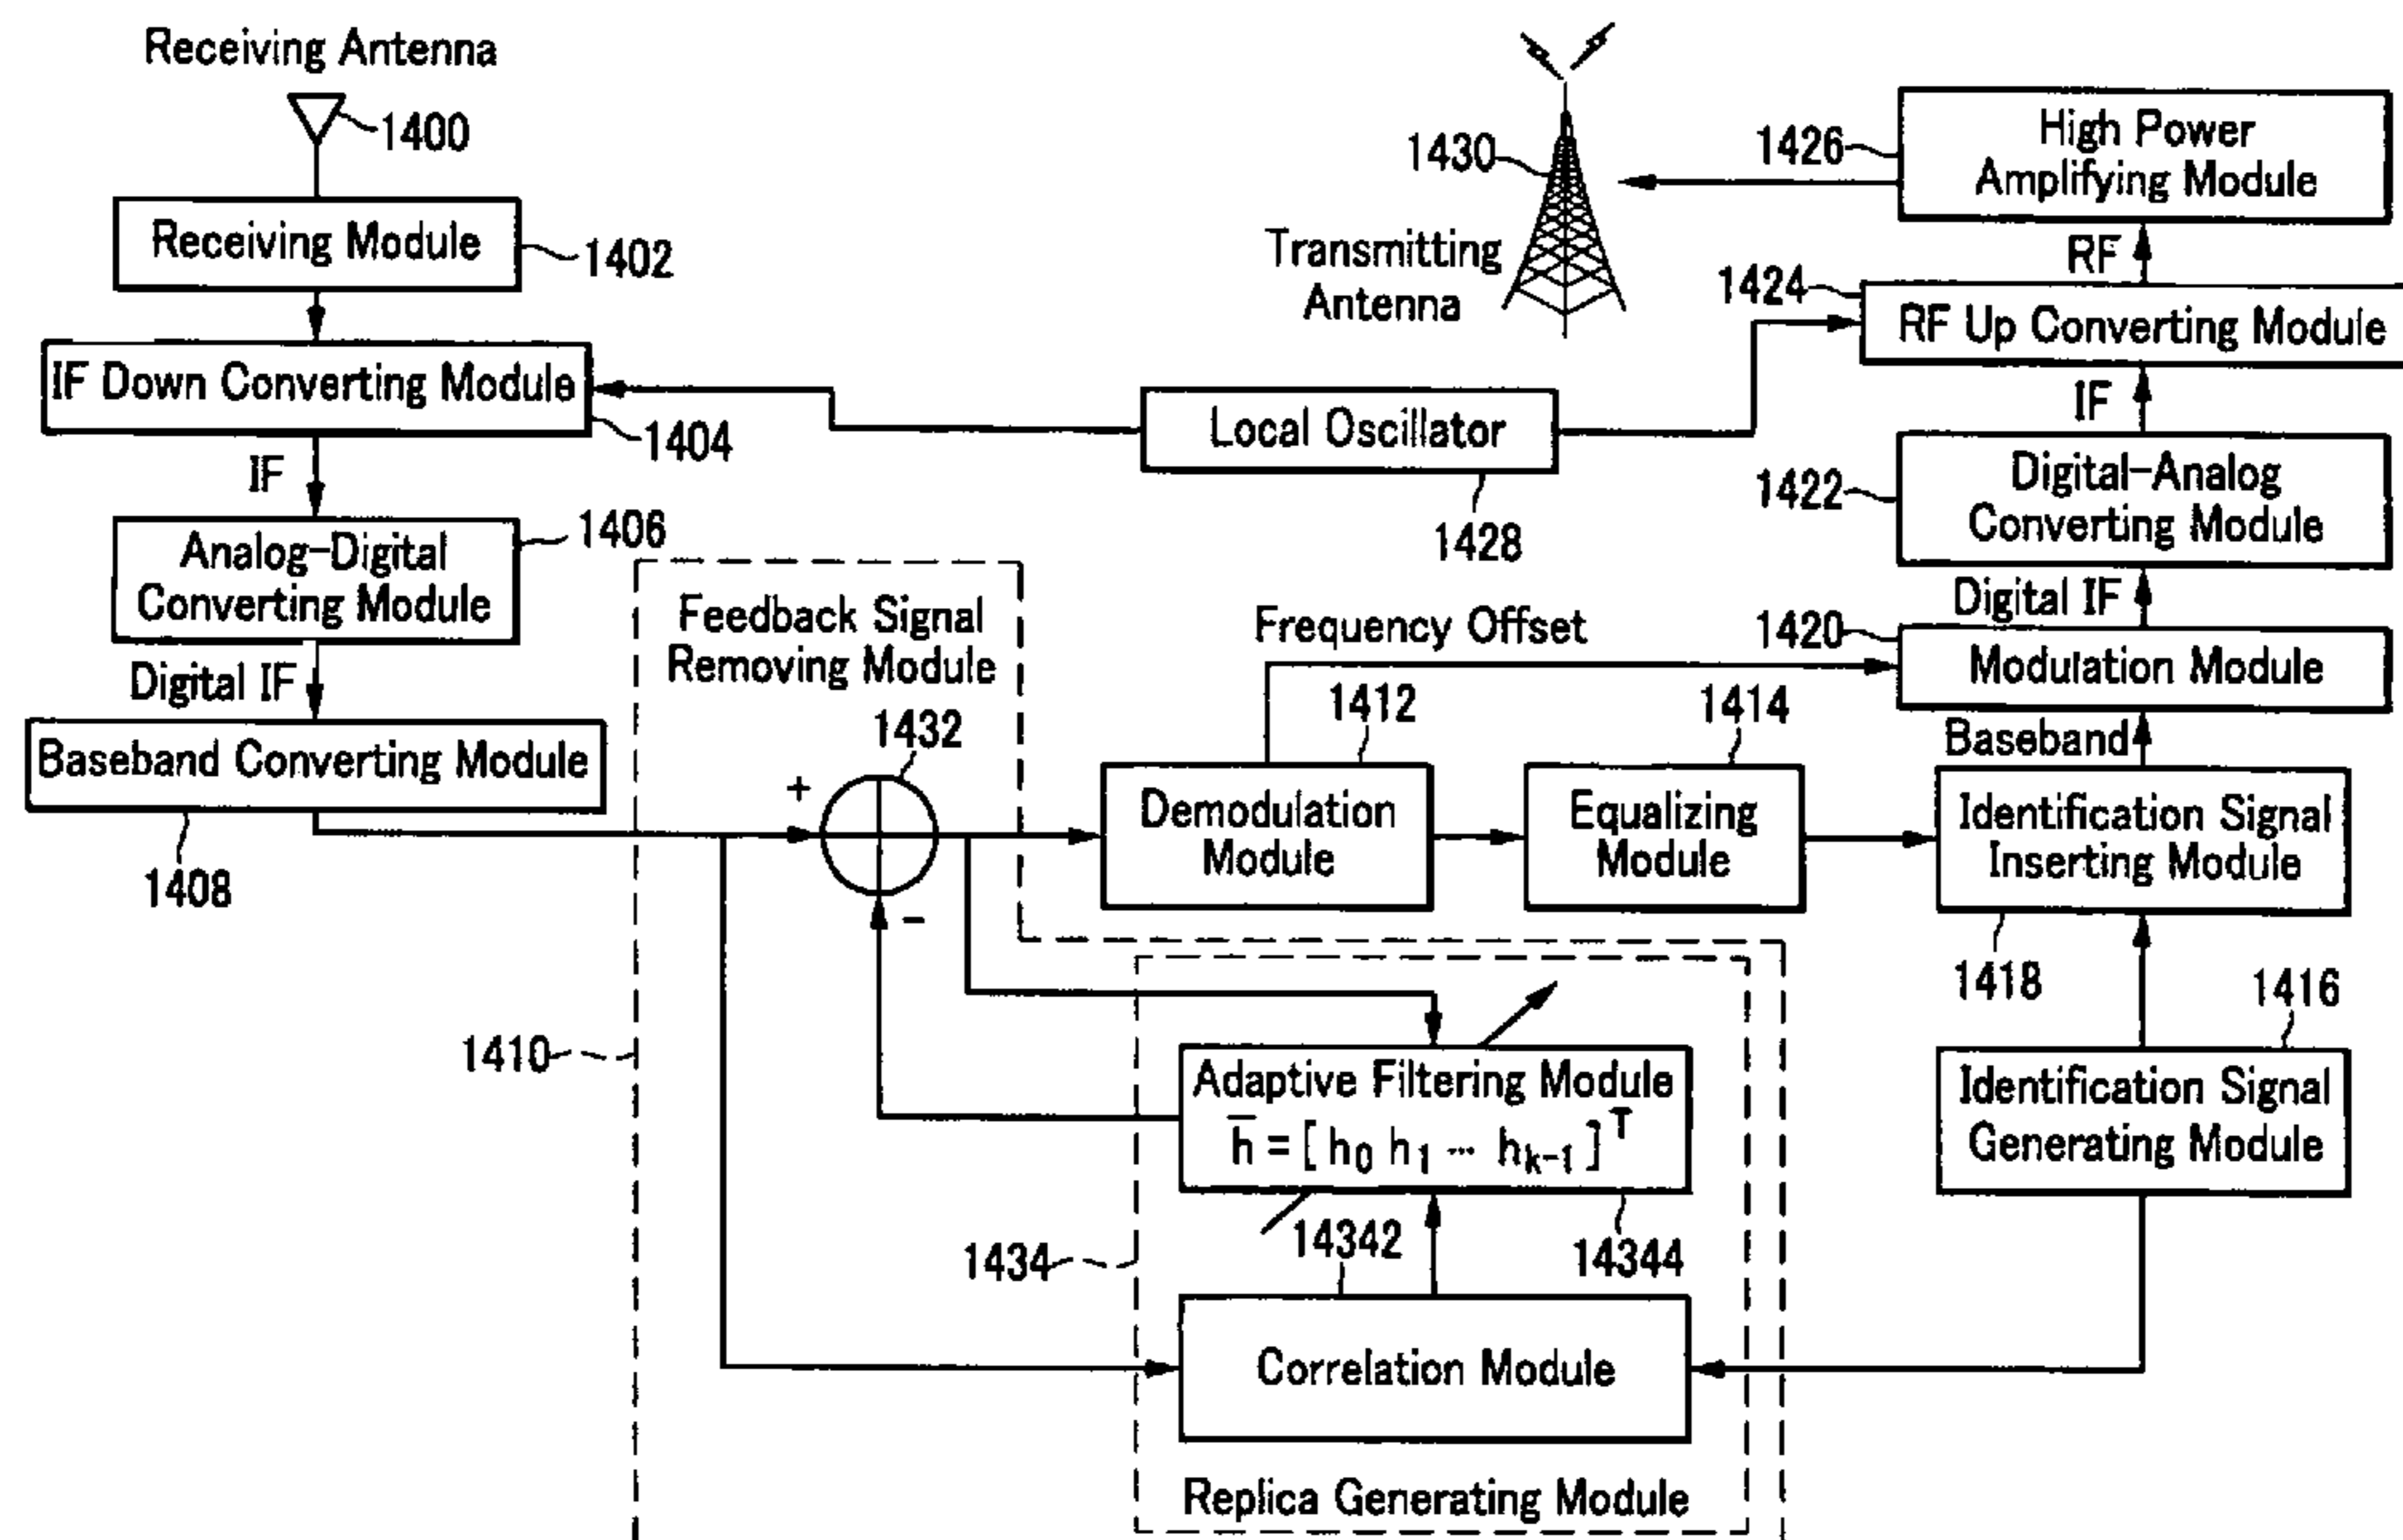 Receiving Antenna
1400
Receiving Module
1402
IF Down Converting Module
1404
IF
Analog-Digital
Converting Module
1406
Digital IF
Baseband Converting Module
1408
1430
Transmitting
Antenna
1426
High Power
Amplifying Module
RF
1424
RF Up Converting Module
IF
Local Oscillator
1428
1422
Digital-Analog
Converting Module
Digital IF
Frequency Offset
1420
Modulation Module
Baseband
Feedback Signal
Removing Module
1432
+
-
1412
Demodulation
Module
1414
Equalizing
Module
Identification Signal
Inserting Module
1418
1416
Identification Signal
Generating Module
1410
Adaptive Filtering Module
h̄ = [ h₀ h₁ ··· hₖ₋₁ ]ᵀ
14342
14344
1434
Correlation Module
Replica Generating Module